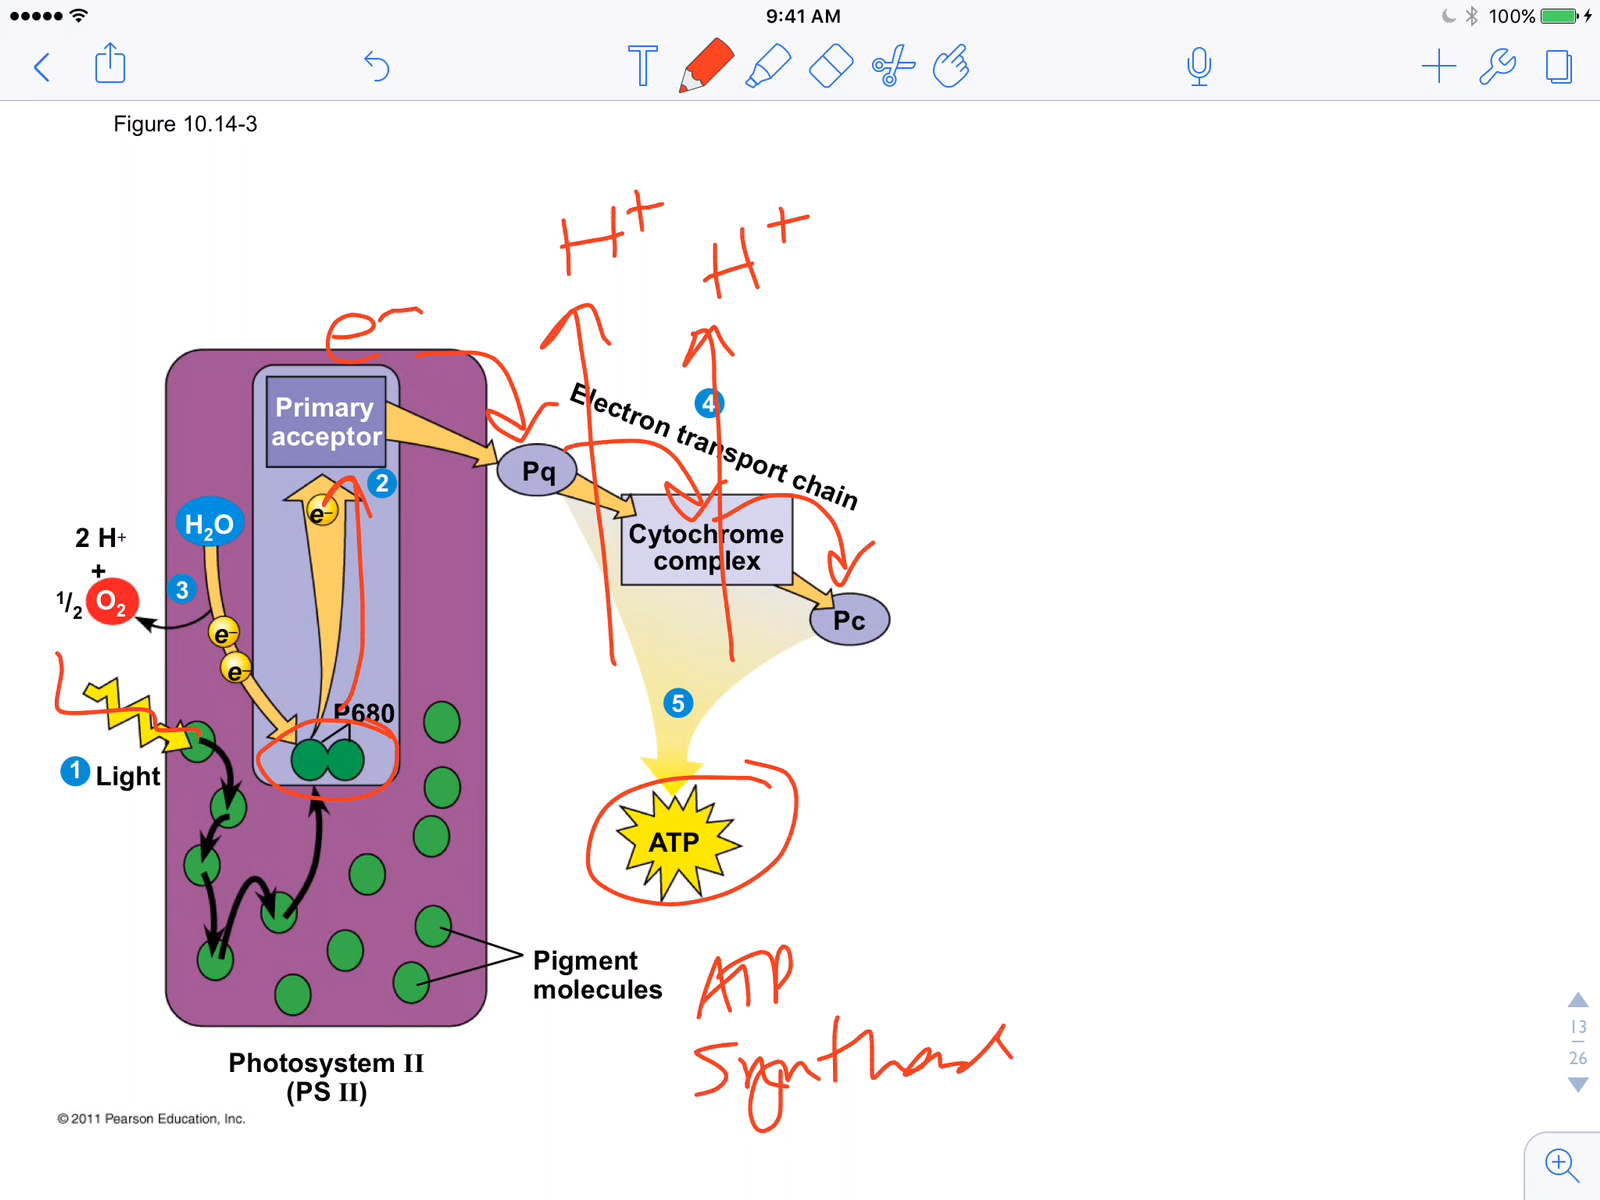 9:41 AM
100%
T
Figure 10.14-3
H+
H+
e-
Primary
acceptor
Electron transport chain
4
Pq
2
e–
H2O
2 H+
+
1/2 O2
3
Cytochrome
complex
Pc
e–
e–
P680
5
1 Light
ATP
Pigment
molecules
ATP
13
26
Photosystem II
(PS II)
© 2011 Pearson Education, Inc.